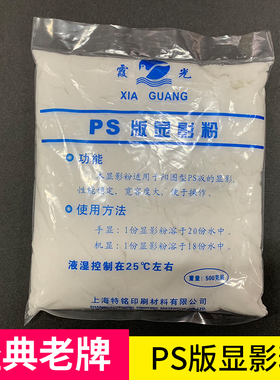 霞 光
XIA GUANG
PS 版显影粉
功能
本显影粉适用于阳图型PS版的显影,
性能稳定, 宽容度大, 便于操作。
使用方法
手显：1份显影粉溶于20份水中。
机显：1份显影粉溶于18份水中。
液温控制在25℃左右
重量：500克装
上海特铭印刷材料有限公司
典老牌
PS版显影